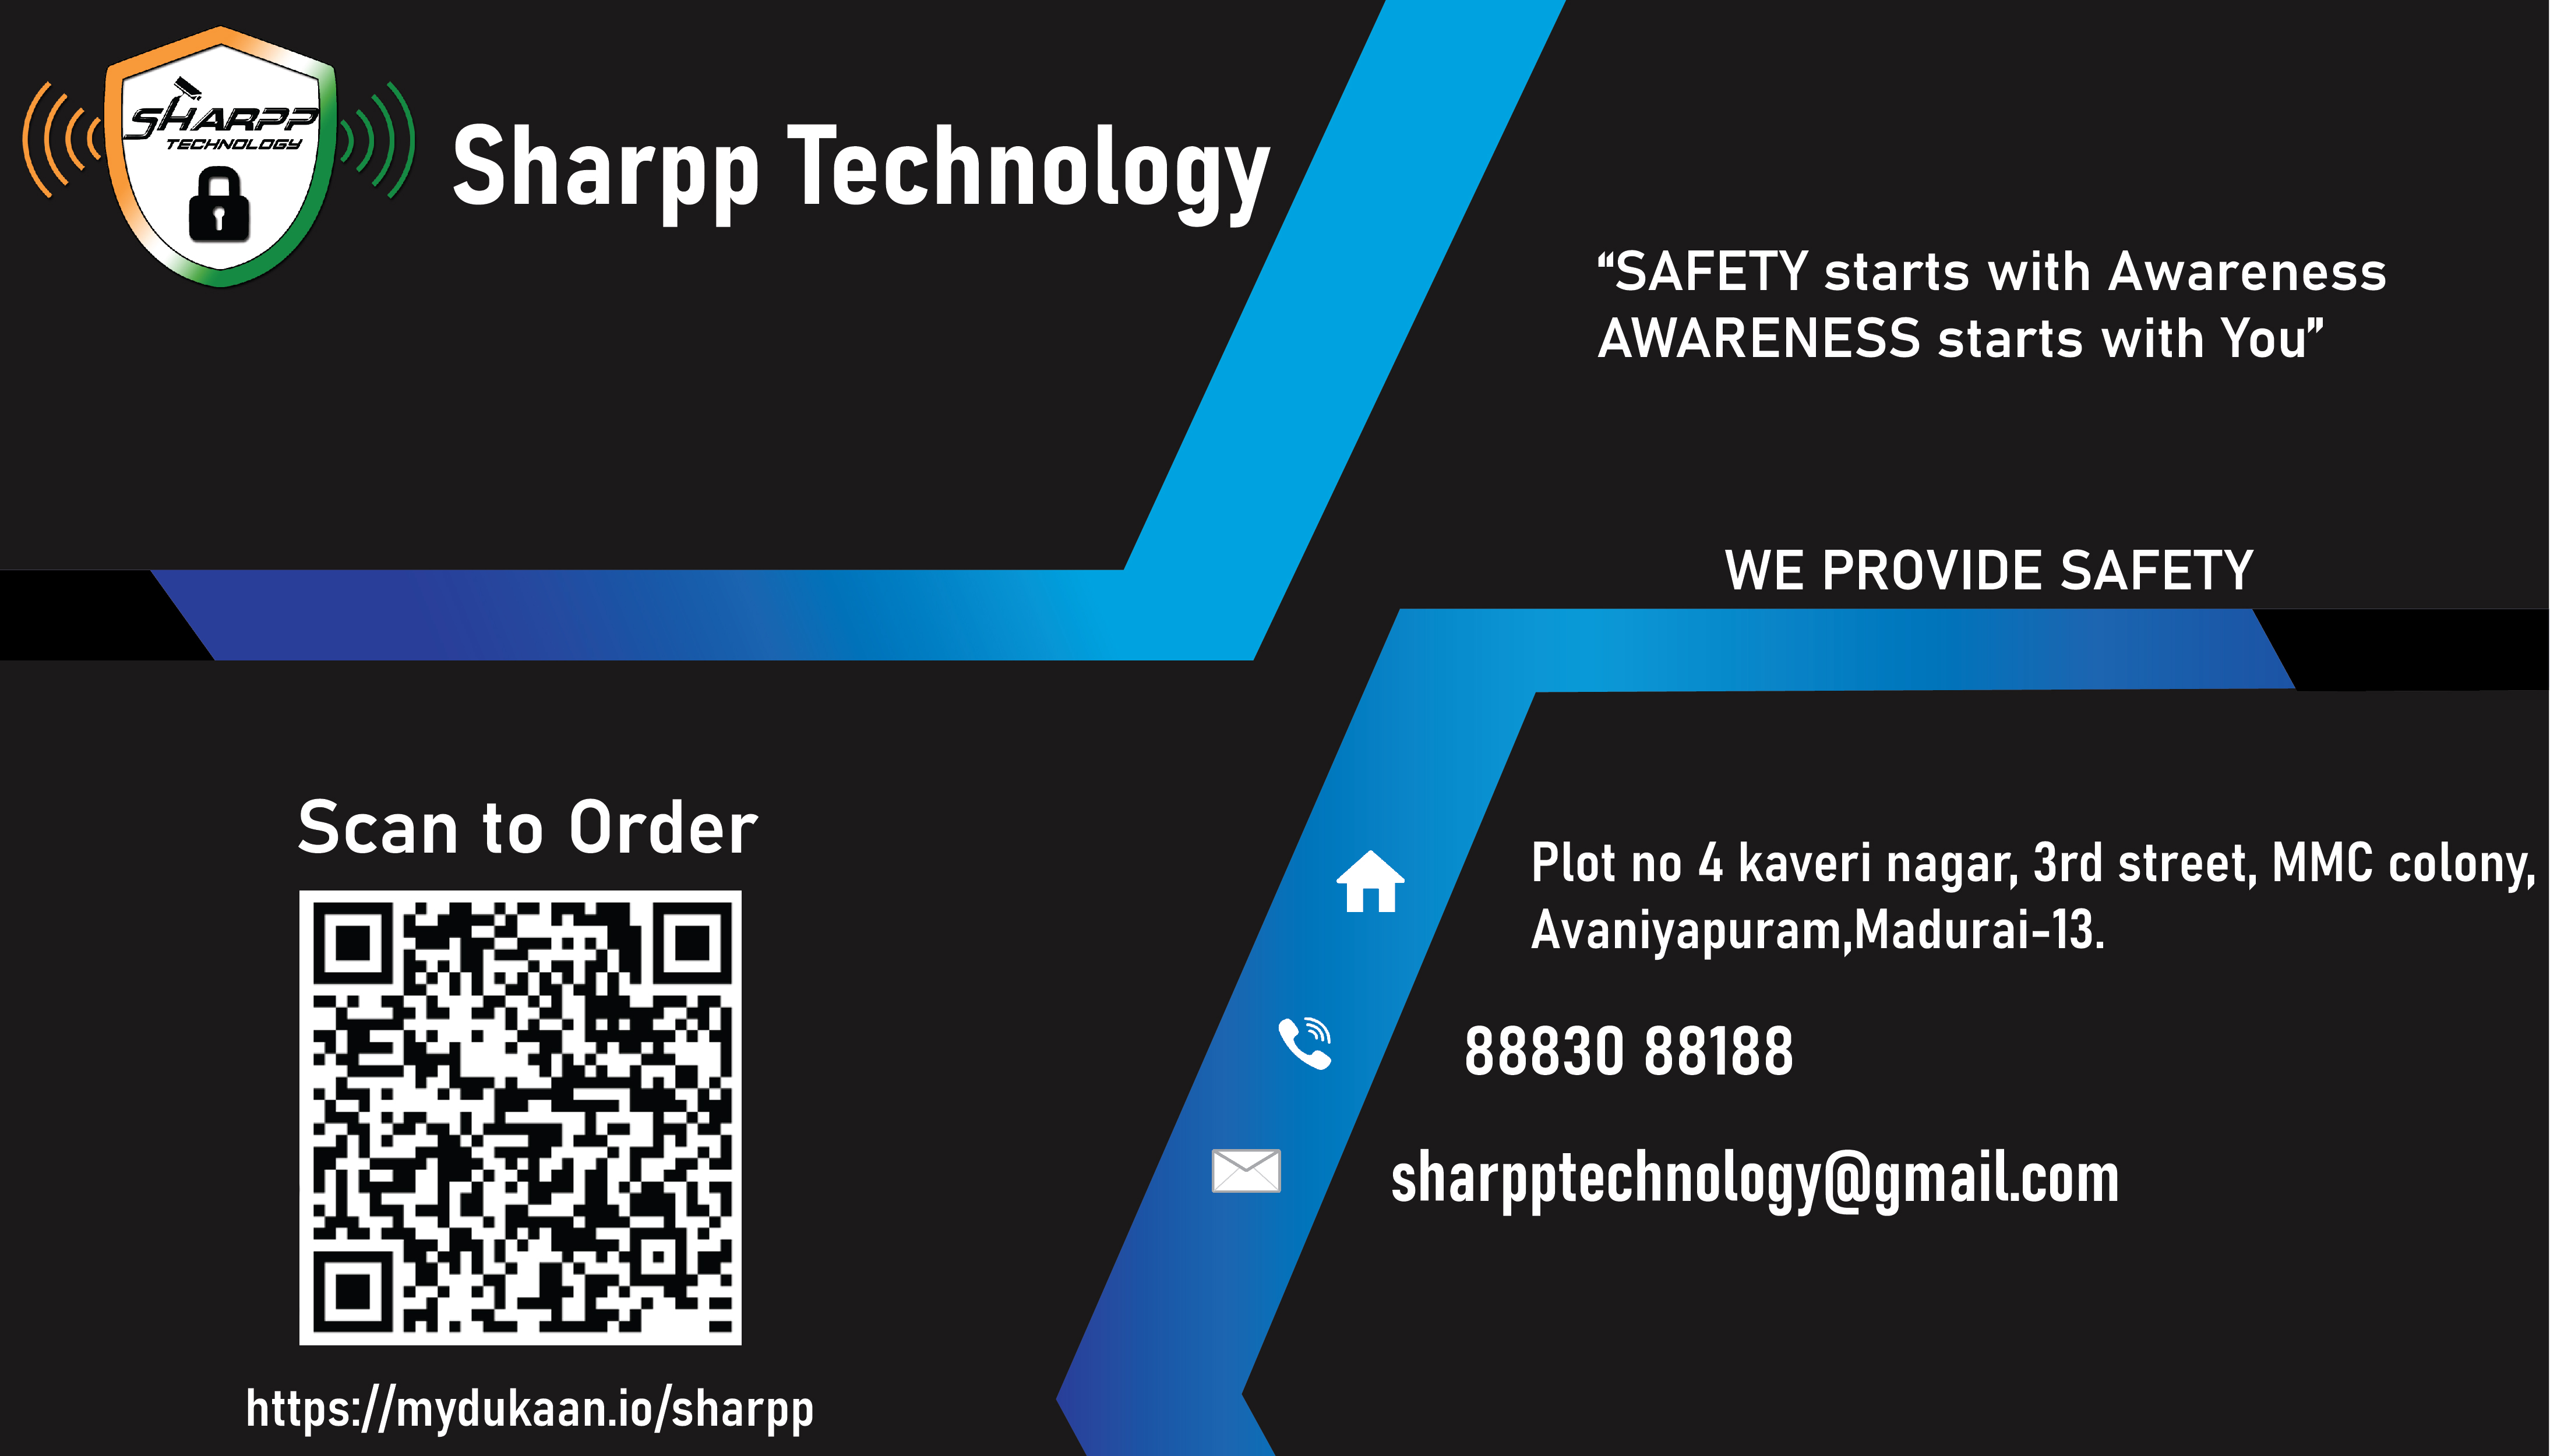 SHARPP
TECHNOLOGY
Sharpp Technology
“SAFETY starts with Awareness
AWARENESS starts with You”
WE PROVIDE SAFETY
Scan to Order
https://mydukaan.io/sharpp
Plot no 4 kaveri nagar, 3rd street, MMC colony,
Avaniyapuram,Madurai-13.
88830 88188
sharpptechnology@gmail.com